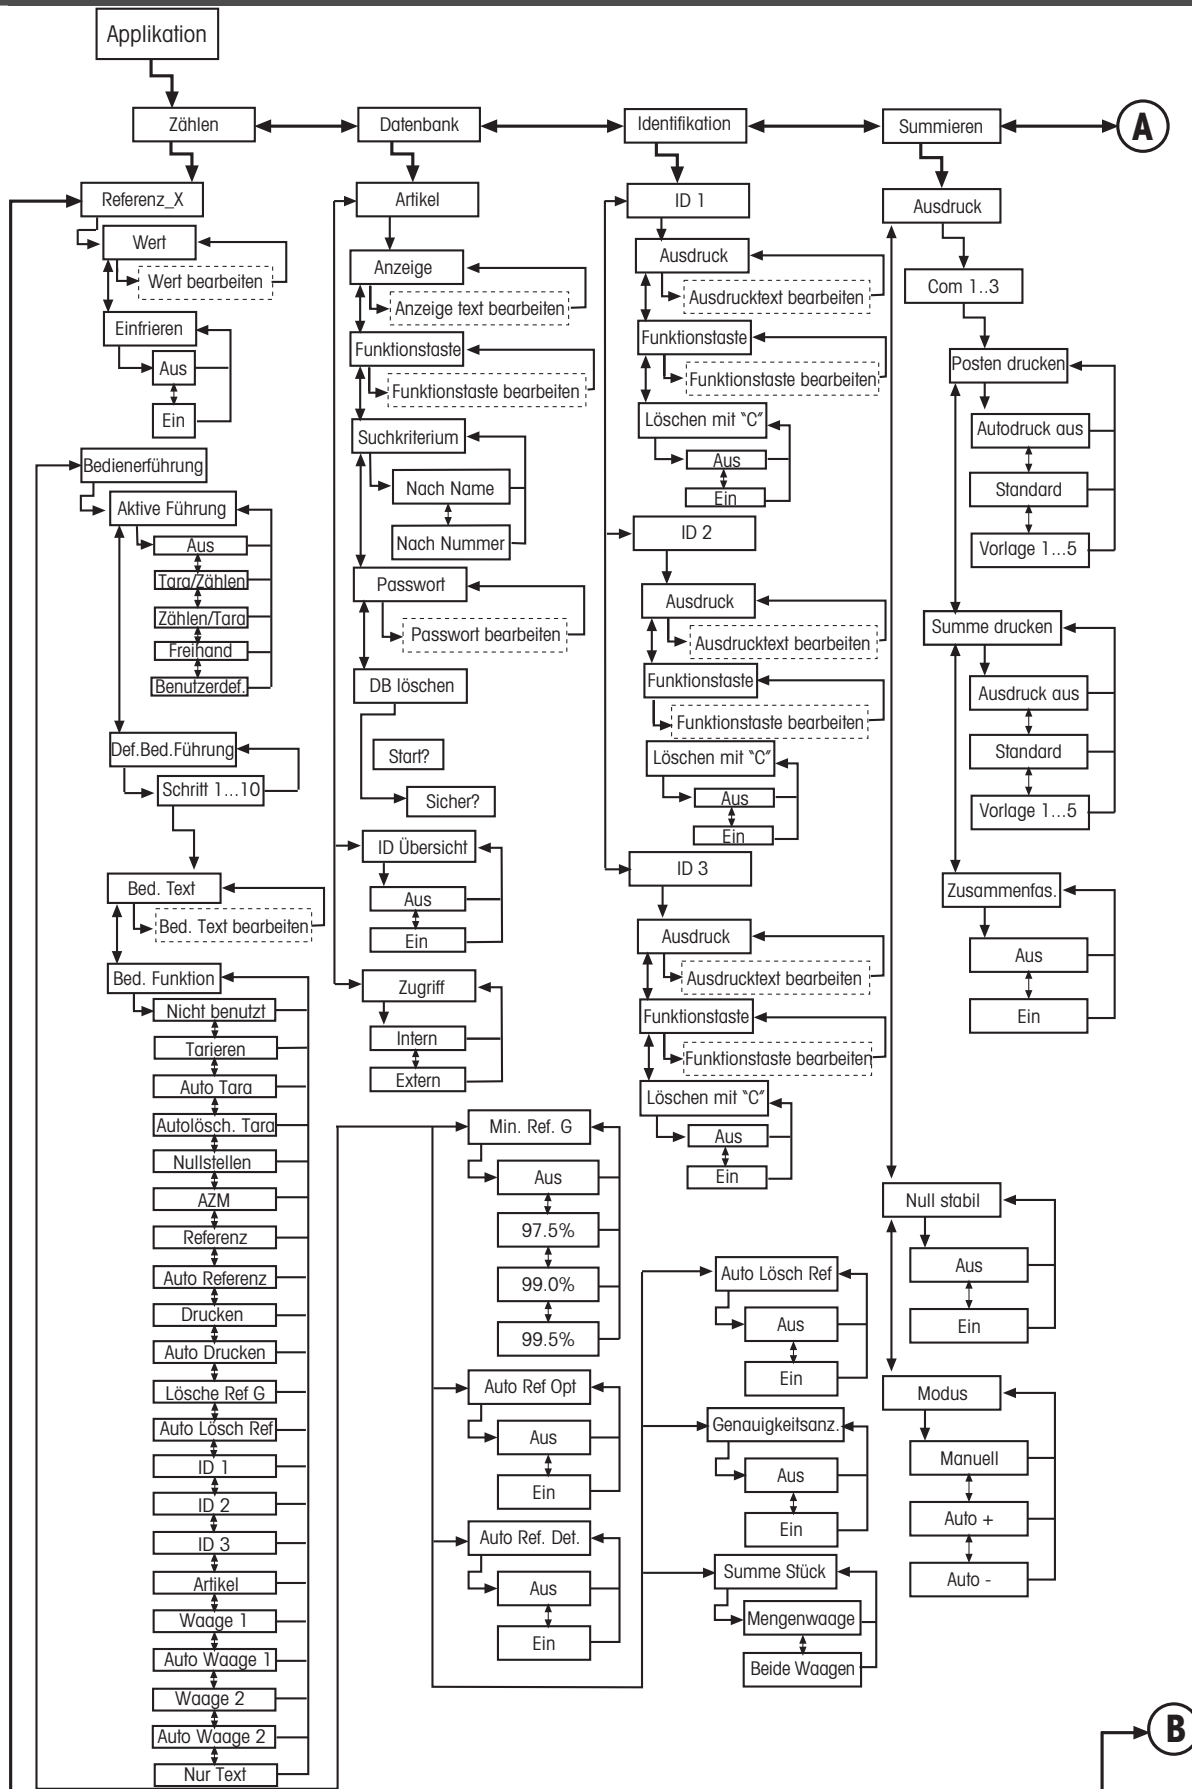 Applikation
Zählen
Datenbank
Identifikation
Summieren
A
Referenz_X
Wert
Wert bearbeiten
Einfrieren
Aus
Ein
Bedienerführung
Aktive Führung
Aus
Tara/Zählen
Zählen/Tara
Freihand
Benutzerdef.
Def.Bed.Führung
Schritt 1...10
Bed. Text
Bed. Text bearbeiten
Bed. Funktion
Nicht benutzt
Tarieren
Auto Tara
Autolösch. Tara
Nullstellen
AZM
Referenz
Auto Referenz
Drucken
Auto Drucken
Lösche Ref G
Auto Lösch Ref
ID 1
ID 2
ID 3
Artikel
Waage 1
Auto Waage 1
Waage 2
Auto Waage 2
Nur Text
Artikel
Anzeige
Anzeige text bearbeiten
Funktionstaste
Funktionstaste bearbeiten
Suchkriterium
Nach Name
Nach Nummer
Passwort
Passwort bearbeiten
DB löschen
Start?
Sicher?
ID Übersicht
Aus
Ein
Zugriff
Intern
Extern
Min. Ref. G
Aus
97.5%
99.0%
99.5%
Auto Ref Opt
Aus
Ein
Auto Ref. Det.
Aus
Ein
ID 1
Ausdruck
Ausdrucktext bearbeiten
Funktionstaste
Funktionstaste bearbeiten
Löschen mit "C"
Aus
Ein
ID 2
Ausdruck
Ausdrucktext bearbeiten
Funktionstaste
Funktionstaste bearbeiten
Löschen mit "C"
Aus
Ein
ID 3
Ausdruck
Ausdrucktext bearbeiten
Funktionstaste
Funktionstaste bearbeiten
Löschen mit "C"
Aus
Ein
Auto Lösch Ref
Aus
Ein
Genauigkeitsanz.
Aus
Ein
Summe Stück
Mengenwaage
Beide Waagen
Ausdruck
Com 1..3
Posten drucken
Autodruck aus
Standard
Vorlage 1...5
Summe drucken
Ausdruck aus
Standard
Vorlage 1...5
Zusammenfas.
Aus
Ein
Null stabil
Aus
Ein
Modus
Manuell
Auto +
Auto -
B